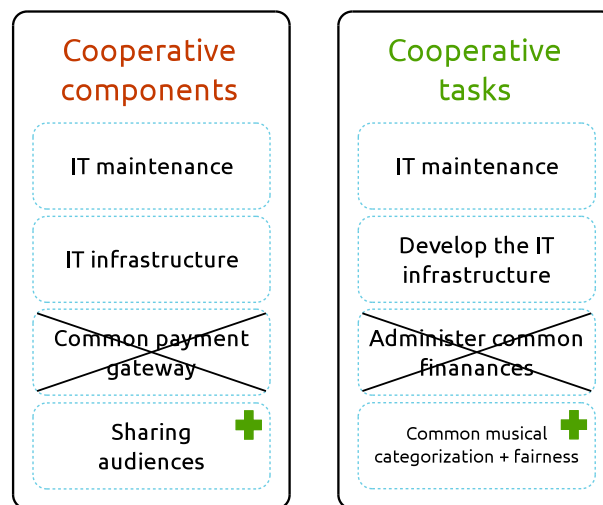 Cooperative
components
IT maintenance
IT infrastructure
Common payment
gateway
Sharing
audiences
Cooperative
tasks
IT maintenance
Develop the IT
infrastructure
Administer common
finanances
Common musical
categorization + fairness